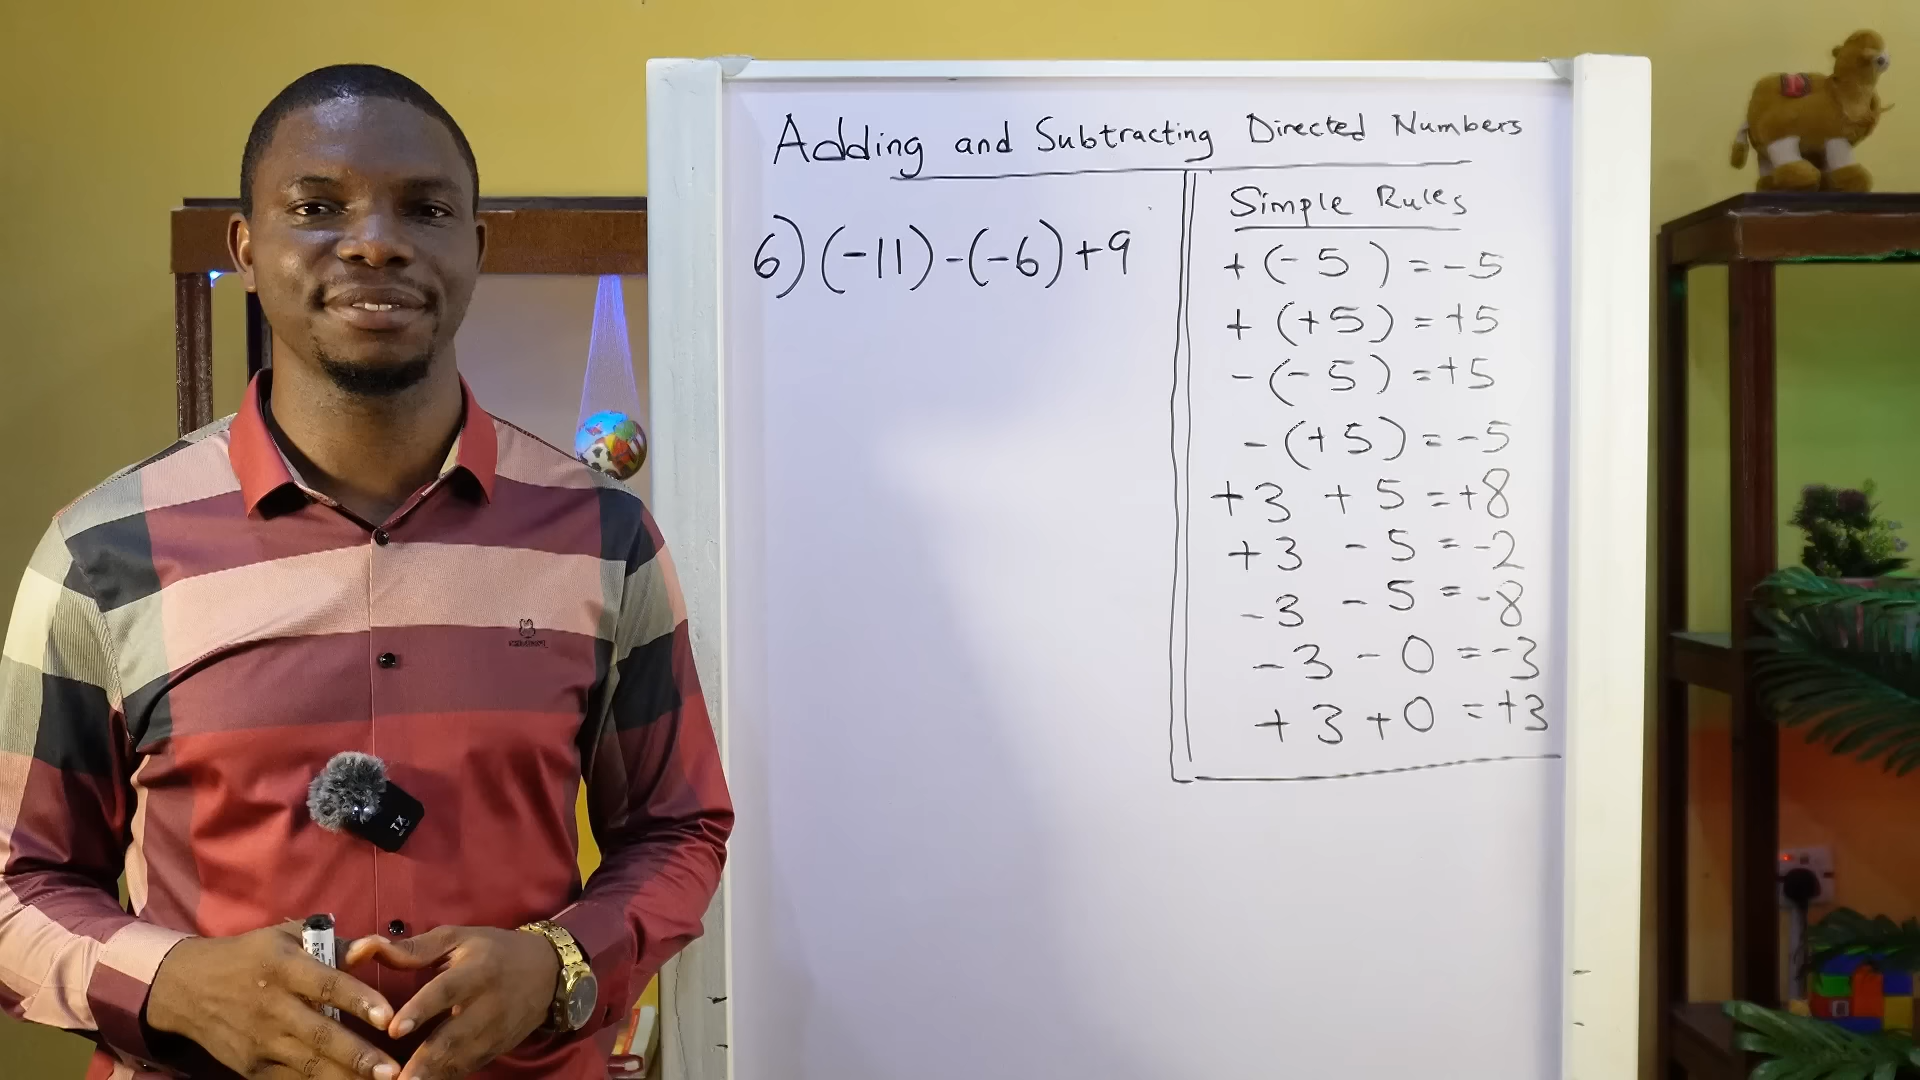 Adding and Subtracting Directed Numbers
6) (-11) - (-6) + 9
Simple Rules
+ (- 5 ) = - 5
+ (+5) = +5
- (- 5) = +5
- (+5) = -5
+3 + 5 = +8
+3 - 5 = -2
-3 - 5 = -8
-3 - 0 = -3
+ 3 + 0 = +3
TX